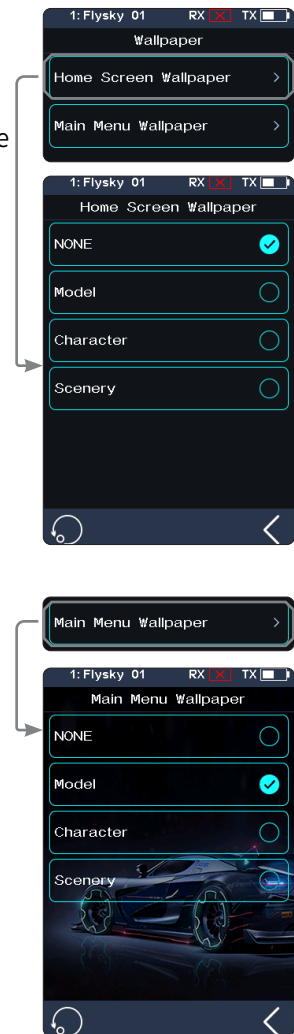 1: Flysky 01 RX TX
Wallpaper
Home Screen Wallpaper >
Main Menu Wallpaper >
e
1: Flysky 01 RX TX
Home Screen Wallpaper
NONE
Model
Character
Scenery
Main Menu Wallpaper >
1: Flysky 01 RX TX
Main Menu Wallpaper
NONE
Model
Character
Scenery